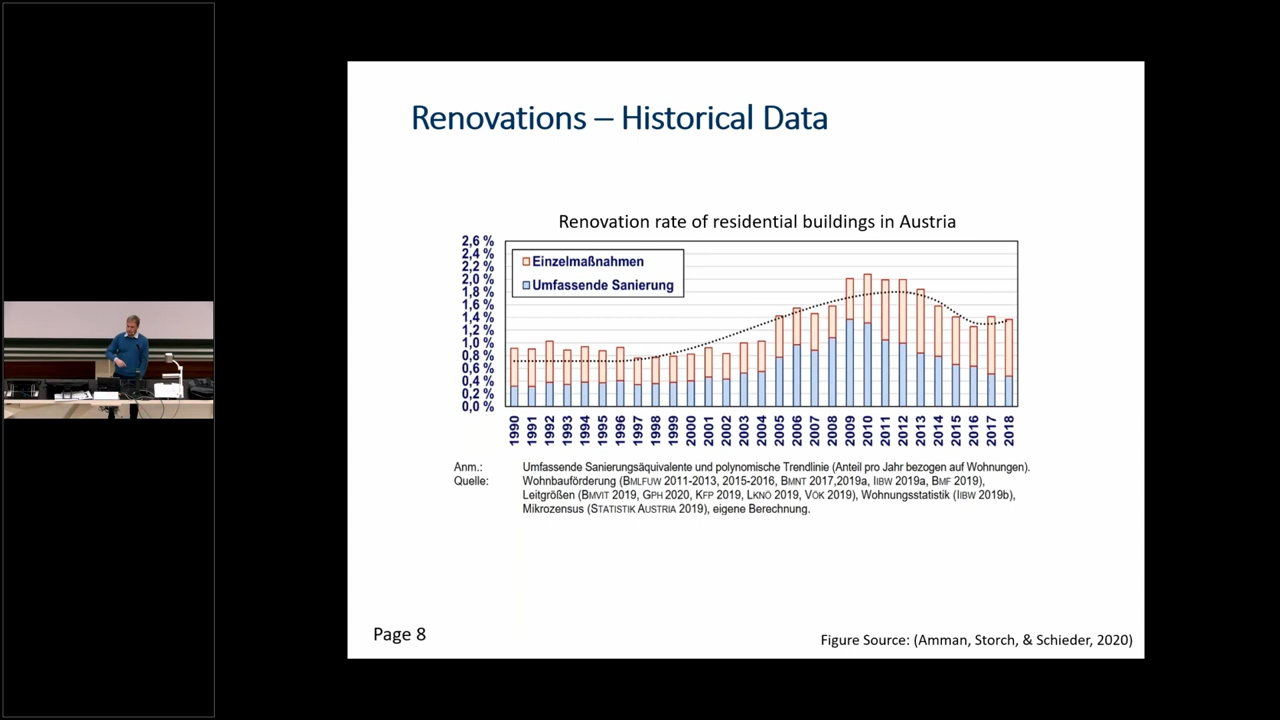 Renovations – Historical Data
Renovation rate of residential buildings in Austria
2,6 %
2,4 %
2,2 %
2,0 %
1,8 %
1,6 %
1,4 %
1,2 %
1,0 %
0,8 %
0,6 %
0,4 %
0,2 %
0,0 %
Einzelmaßnahmen
Umfassende Sanierung
1990 1991 1992 1993 1994 1995 1996 1997 1998 1999 2000 2001 2002 2003 2004 2005 2006 2007 2008 2009 2010 2011 2012 2013 2014 2015 2016 2017 2018
Anm.: Umfassende Sanierungsäquivalente und polynomische Trendlinie (Anteil pro Jahr bezogen auf Wohnungen).
Quelle: Wohnbauförderung (BMLFUW 2011-2013, 2015-2016, BMNT 2017,2019a, IIBW 2019a, BMF 2019),
Leitgrößen (BMVIT 2019, GPH 2020, KFP 2019, LKNÖ 2019, VÖK 2019), Wohnungsstatistik (IIBW 2019b),
Mikrozensus (STATISTIK AUSTRIA 2019), eigene Berechnung.
Page 8
Figure Source: (Amman, Storch, & Schieder, 2020)